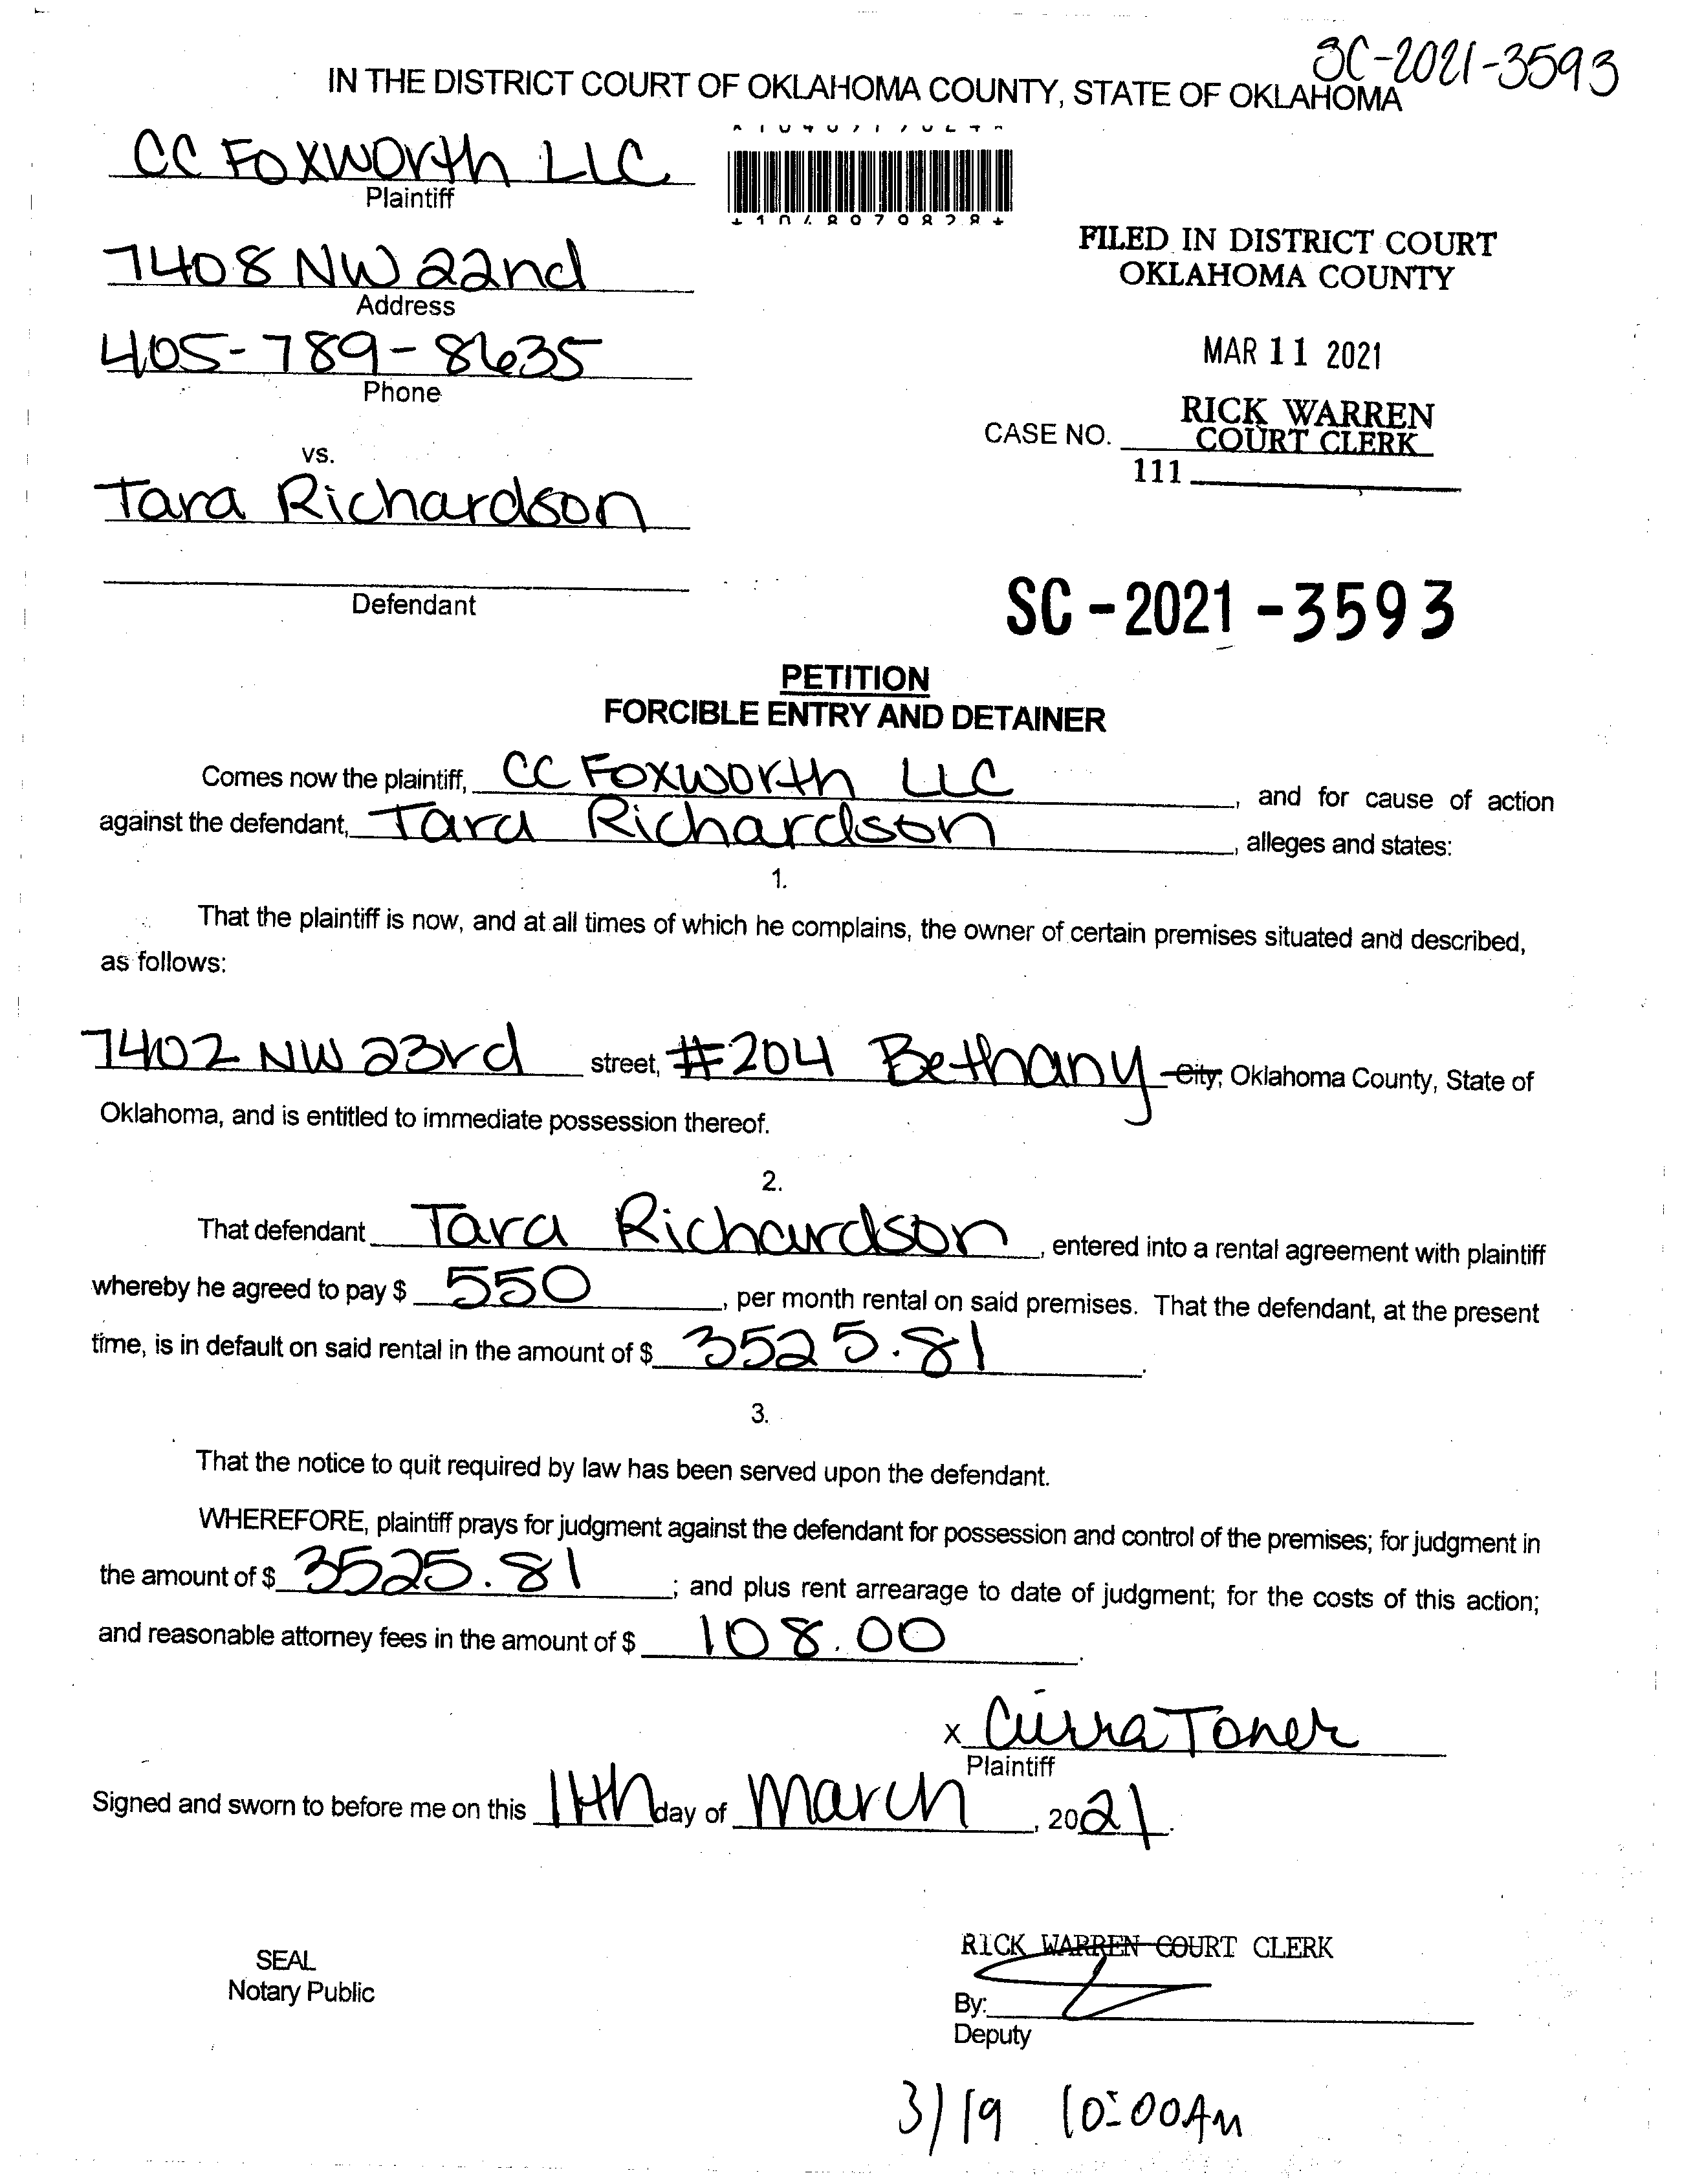 SC-2021-3593
IN THE DISTRICT COURT OF OKLAHOMA COUNTY, STATE OF OKLAHOMA
CC Foxworth LLC
Plaintiff
7408 NW 22nd
Address
405-789-8635
Phone
FILED IN DISTRICT COURT
OKLAHOMA COUNTY
MAR 11 2021
RICK WARREN
CASE NO. COURT CLERK
111
vs.
Tara Richardson
Defendant
SC-2021-3593
PETITION
FORCIBLE ENTRY AND DETAINER
Comes now the plaintiff, CC Foxworth LLC, and for cause of action
against the defendant, Tara Richardson, alleges and states:
1.
That the plaintiff is now, and at all times of which he complains, the owner of certain premises situated and described,
as follows:
7402 NW 23rd street, #204 Bethany City, Oklahoma County, State of
Oklahoma, and is entitled to immediate possession thereof.
2.
That defendant Tara Richardson, entered into a rental agreement with plaintiff
whereby he agreed to pay $ 550, per month rental on said premises. That the defendant, at the present
time, is in default on said rental in the amount of $ 3525.81.
3.
That the notice to quit required by law has been served upon the defendant.
WHEREFORE, plaintiff prays for judgment against the defendant for possession and control of the premises; for judgment in
the amount of $ 3525.81; and plus rent arrearage to date of judgment; for the costs of this action;
and reasonable attorney fees in the amount of $ 108.00.
x Cierra Toner
Plaintiff
Signed and sworn to before me on this 11th day of March, 2021.
SEAL
Notary Public
RICK WARREN COURT CLERK
By:
Deputy
3/19 10:00AM